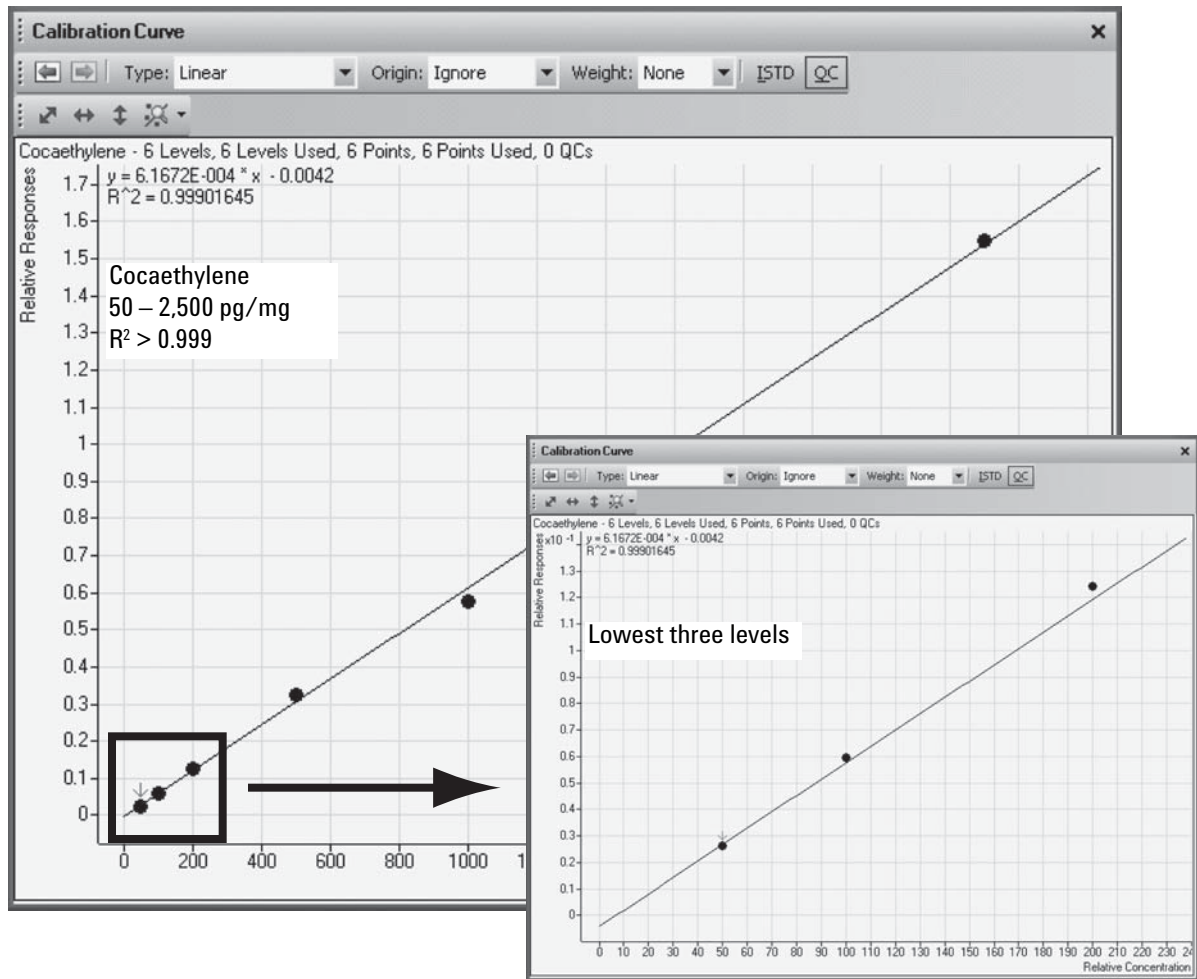 Calibration Curve
Type: Linear Origin: Ignore Weight: None ISTD QC
Cocaethylene - 6 Levels, 6 Levels Used, 6 Points, 6 Points Used, 0 QCs
y = 6.1672E-004 * x - 0.0042
R^2 = 0.99901645
Relative Responses
1.7
1.6
1.5
1.4
1.3
1.2
1.1
1
0.9
0.8
0.7
0.6
0.5
0.4
0.3
0.2
0.1
0
Cocaethylene
50 – 2,500 pg/mg
R² > 0.999
0 200 400 600 800 1000 1
Calibration Curve
Type: Linear Origin: Ignore Weight: None ISTD QC
Cocaethylene - 6 Levels, 6 Levels Used, 6 Points, 6 Points Used, 0 QCs
x10 -1
y = 6.1672E-004 * x - 0.0042
R^2 = 0.99901645
Relative Responses
1.3
1.2
1.1
1
0.9
0.8
0.7
0.6
0.5
0.4
0.3
0.2
0.1
0
Lowest three levels
0 10 20 30 40 50 60 70 80 90 100 110 120 130 140 150 160 170 180 190 200 210 220 230 24
Relative Concentration